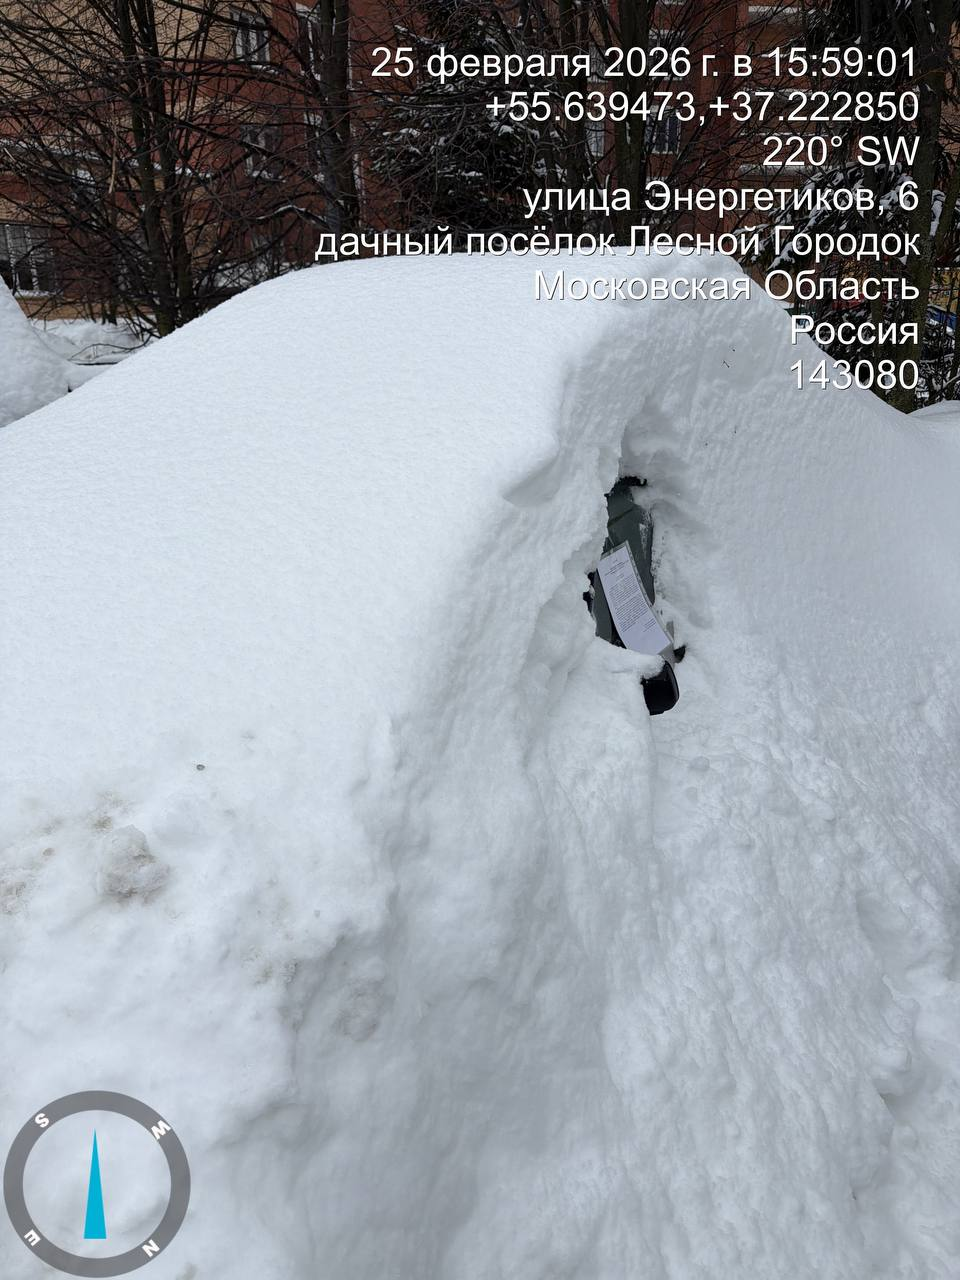 25 февраля 2026 г. в 15:59:01
+55.639473,+37.222850
220° SW
улица Энергетиков, 6
дачный посёлок Лесной Городок
Московская Область
Россия
143080
S
W
E
N